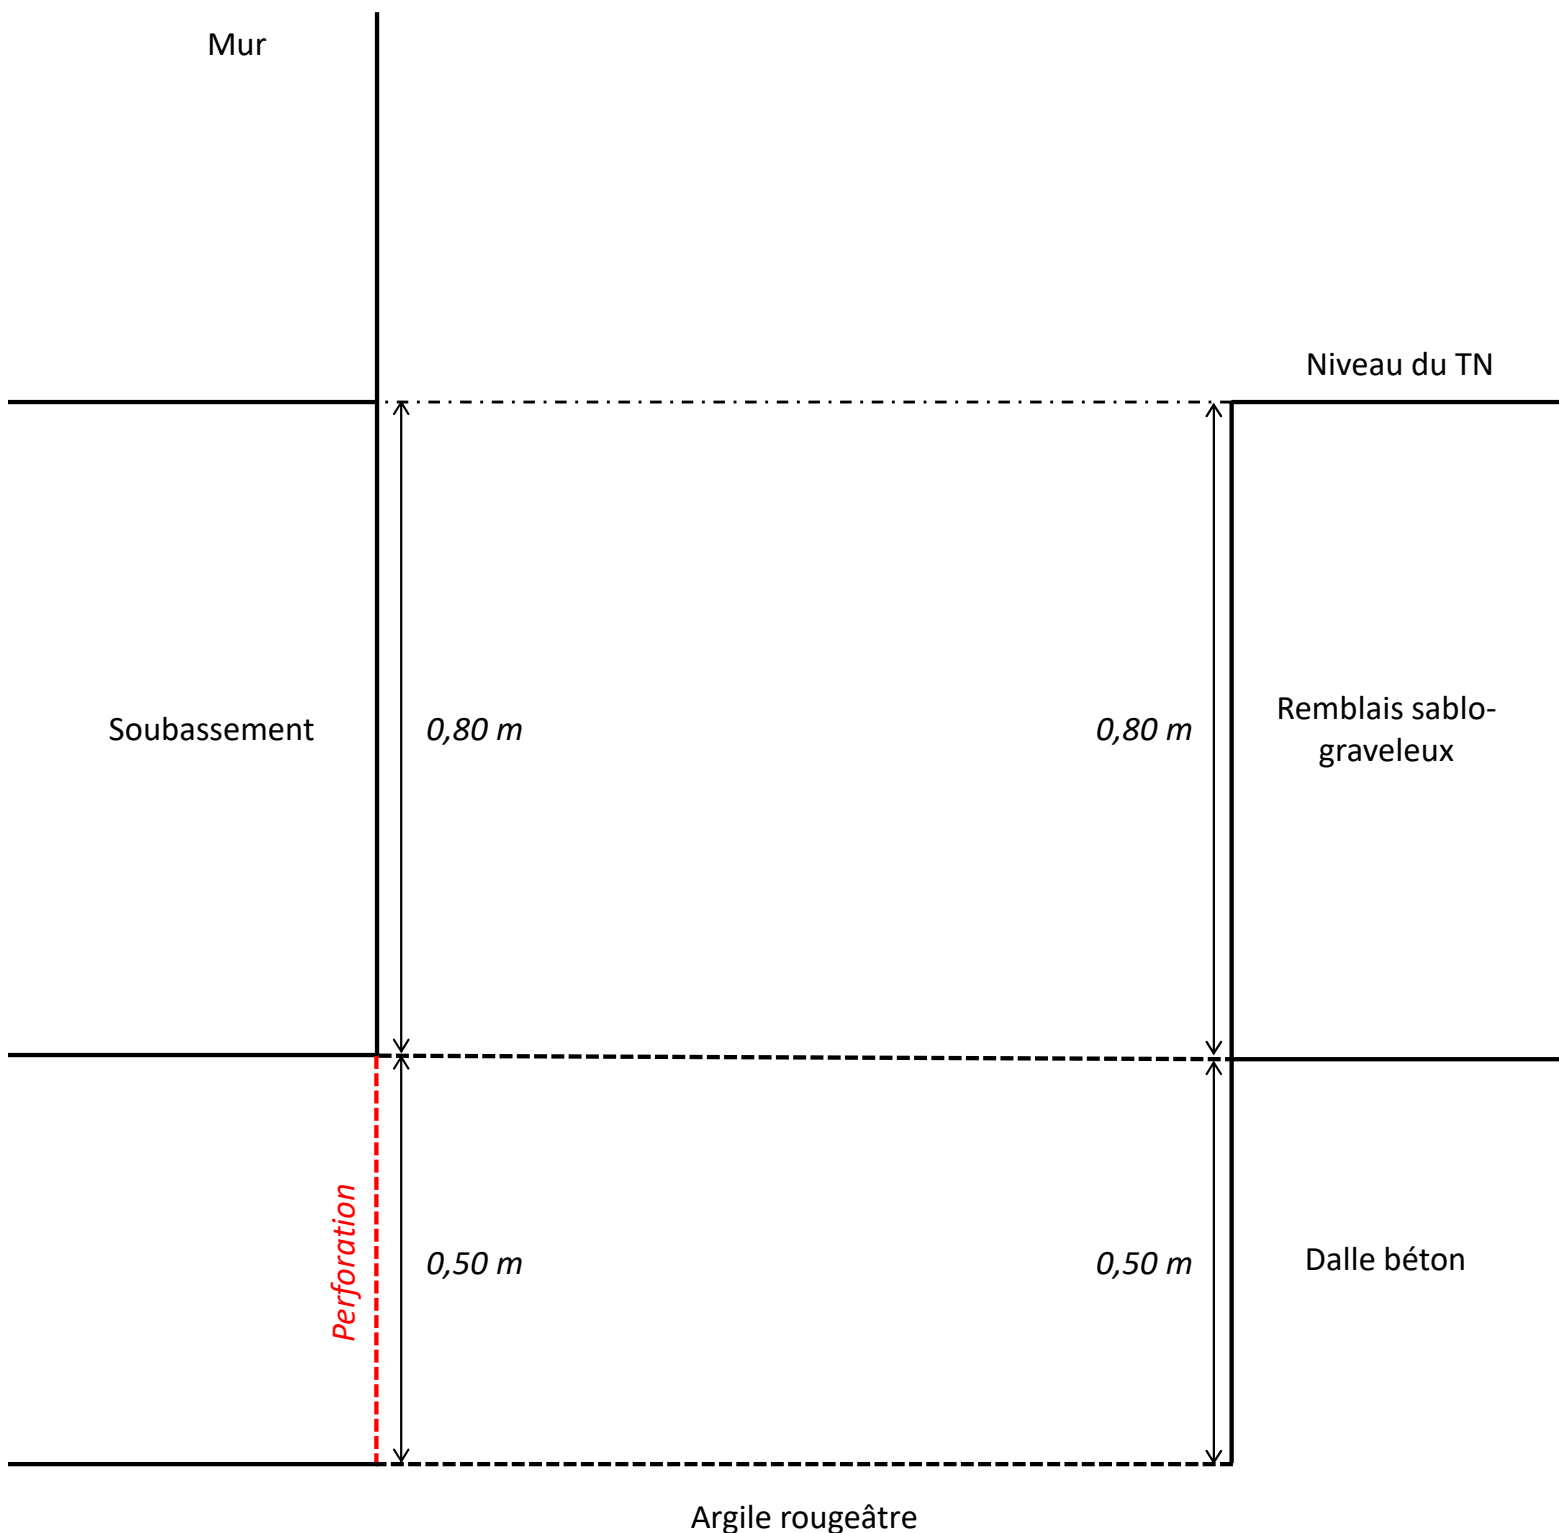 Mur
Niveau du TN
Soubassement
0,80 m
0,80 m
Remblais sablo-
graveleux
Perforation
0,50 m
0,50 m
Dalle béton
Argile rougeâtre